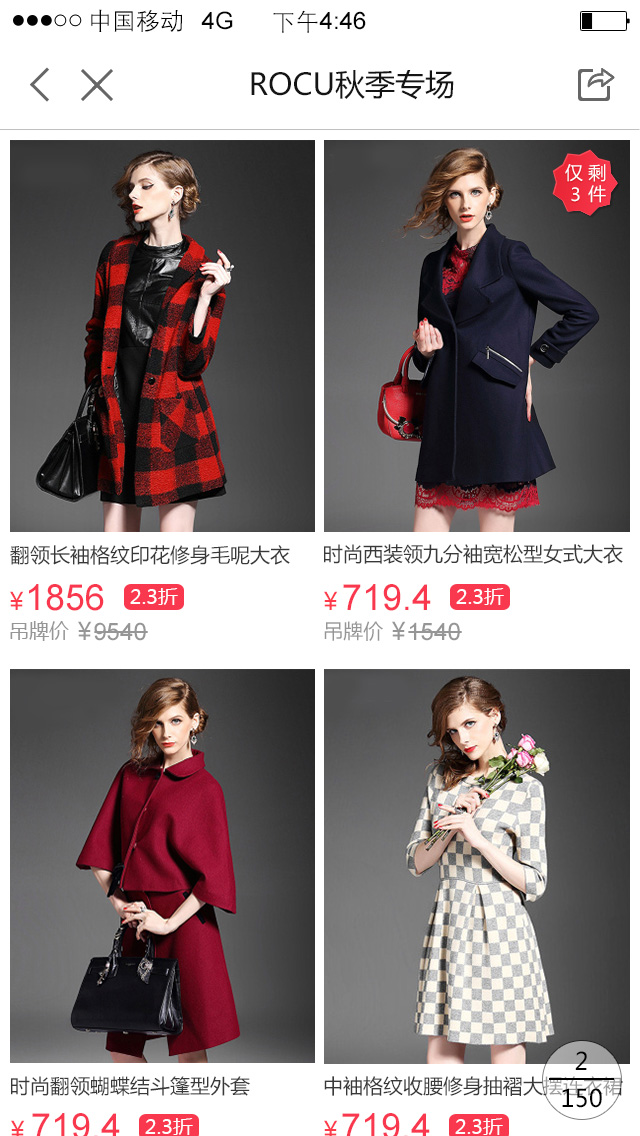 中国移动 4G 下午4:46
ROCU秋季专场
仅剩
3件
翻领长袖格纹印花修身毛呢大衣
¥1856 2.3折
吊牌价 ¥9540
时尚西装领九分袖宽松型女式大衣
¥719.4 2.3折
吊牌价 ¥1540
时尚翻领蝴蝶结斗篷型外套
¥719.4 2.3折
中袖格纹收腰修身抽褶大摆连衣裙
¥719.4 2.3折
2
150